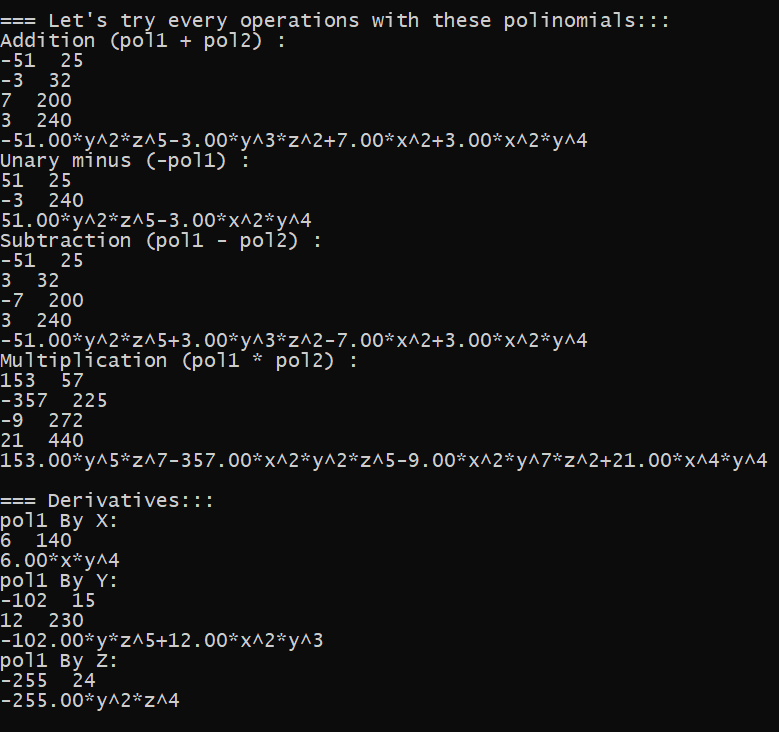 === Let's try every operations with these polinomials:::
Addition (pol1 + pol2) :
-51  25
-3  32
7  200
3  240
-51.00*y^2*z^5-3.00*y^3*z^2+7.00*x^2+3.00*x^2*y^4
Unary minus (-pol1) :
51  25
-3  240
51.00*y^2*z^5-3.00*x^2*y^4
Subtraction (pol1 - pol2) :
-51  25
3  32
-7  200
3  240
-51.00*y^2*z^5+3.00*y^3*z^2-7.00*x^2+3.00*x^2*y^4
Multiplication (pol1 * pol2) :
153  57
-357  225
-9  272
21  440
153.00*y^5*z^7-357.00*x^2*y^2*z^5-9.00*x^2*y^7*z^2+21.00*x^4*y^4
=== Derivatives:::
pol1 By X:
6  140
6.00*x*y^4
pol1 By Y:
-102  15
12  230
-102.00*y*z^5+12.00*x^2*y^3
pol1 By Z:
-255  24
-255.00*y^2*z^4